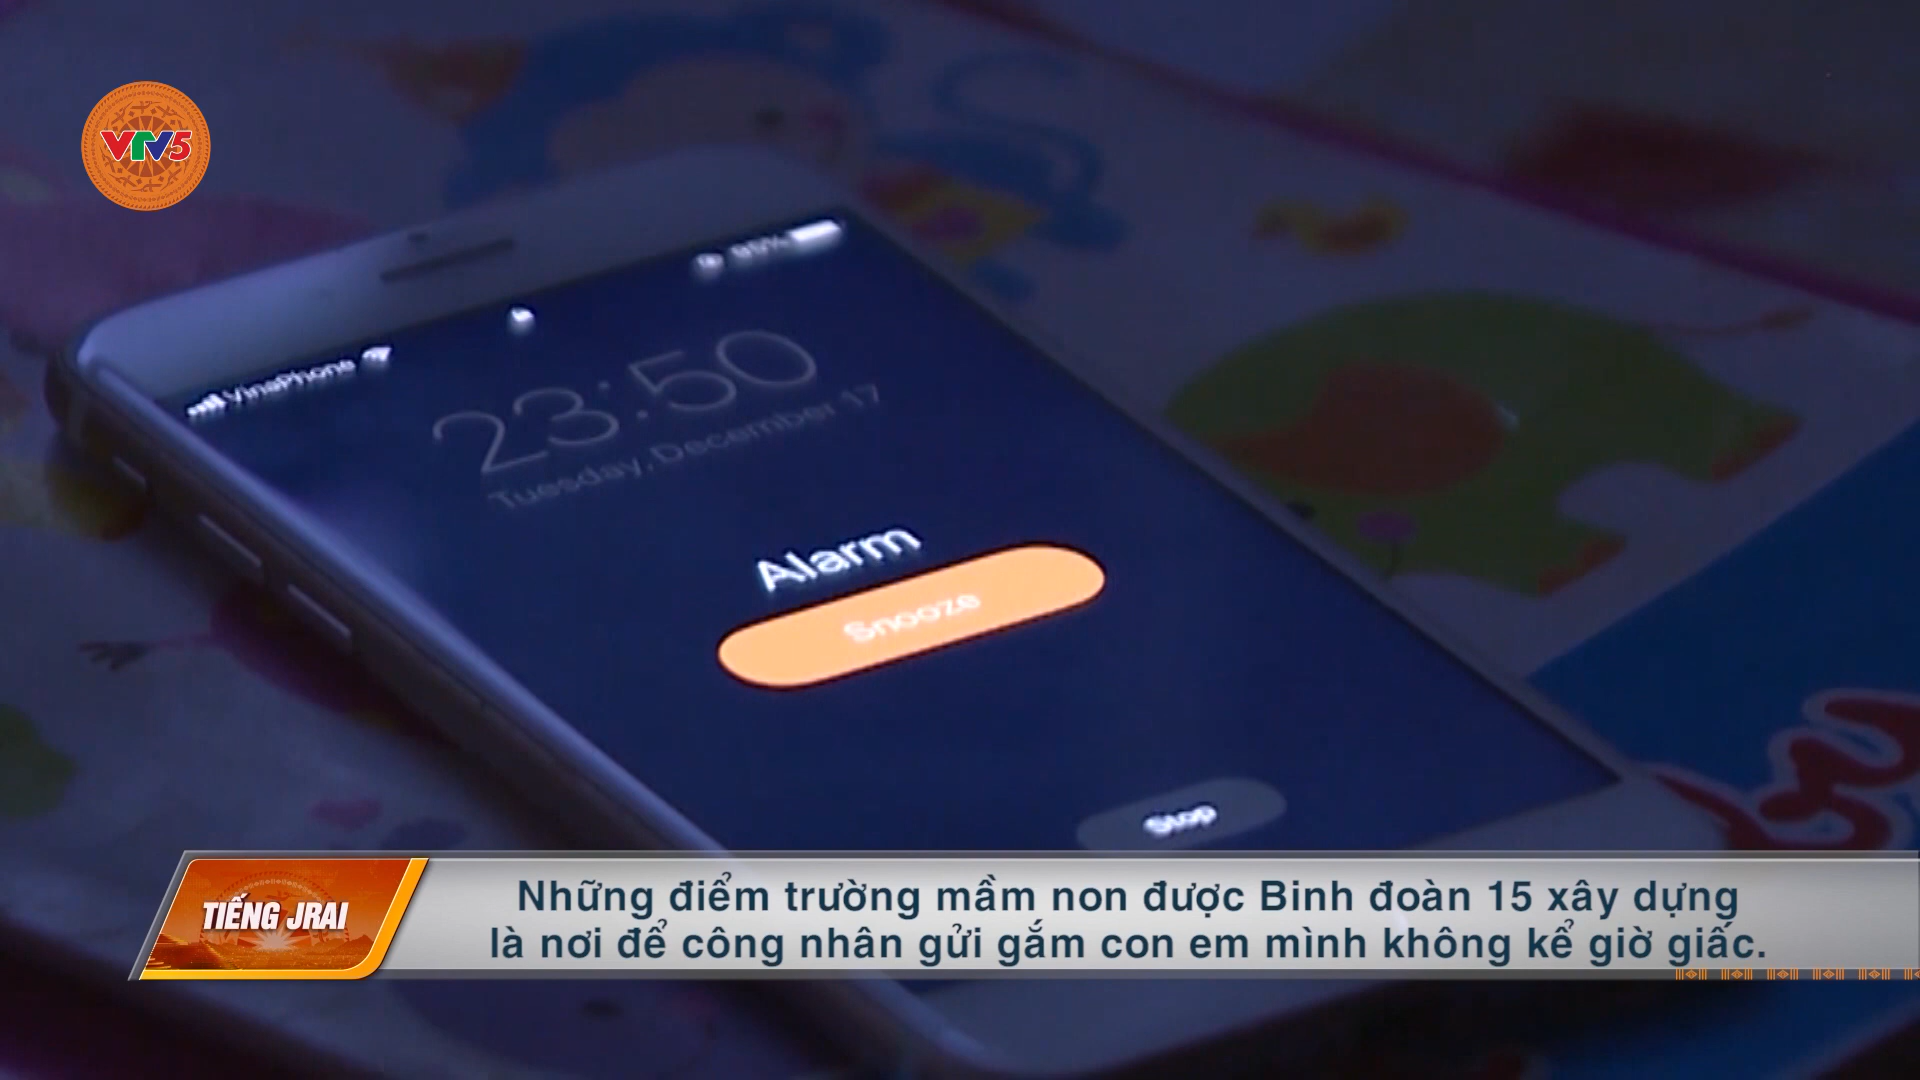 VTV5
VinaPhone
85%
23:50
Tuesday, December 17
Alarm
Snooze
Stop
TIẾNG JRAI
Những điểm trường mầm non được Binh đoàn 15 xây dựng
là nơi để công nhân gửi gắm con em mình không kể giờ giấc.